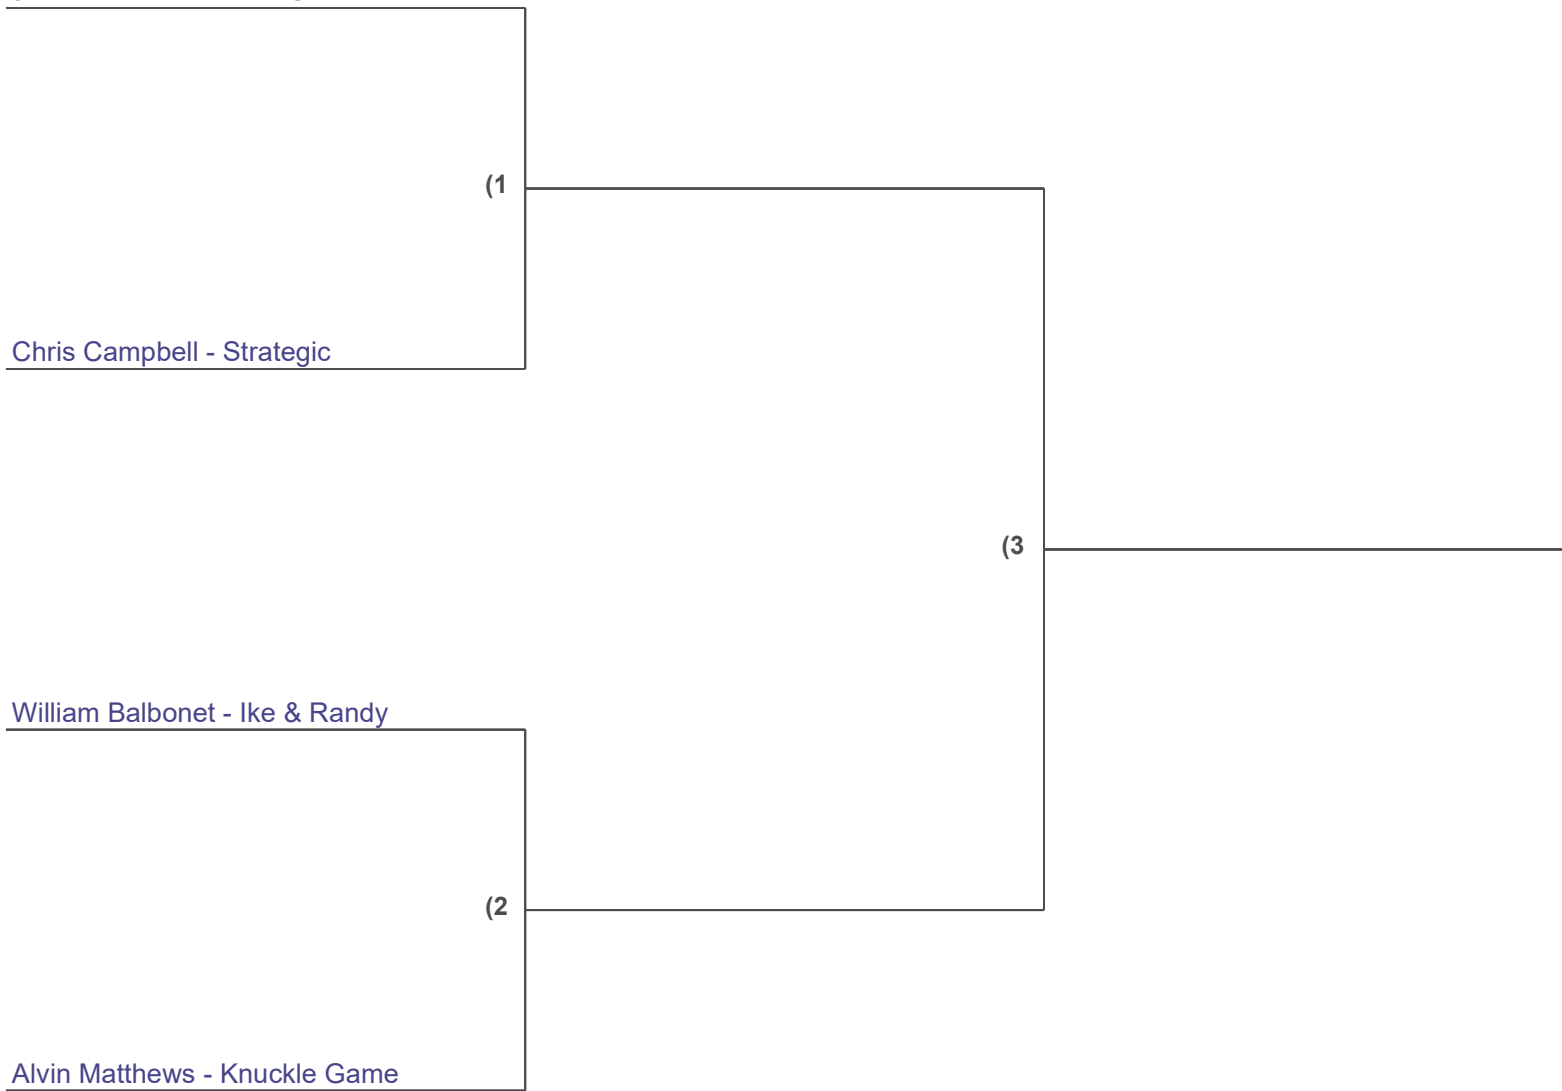 (1
Chris Campbell - Strategic
(3
William Balbonet - Ike & Randy
(2
Alvin Matthews - Knuckle Game